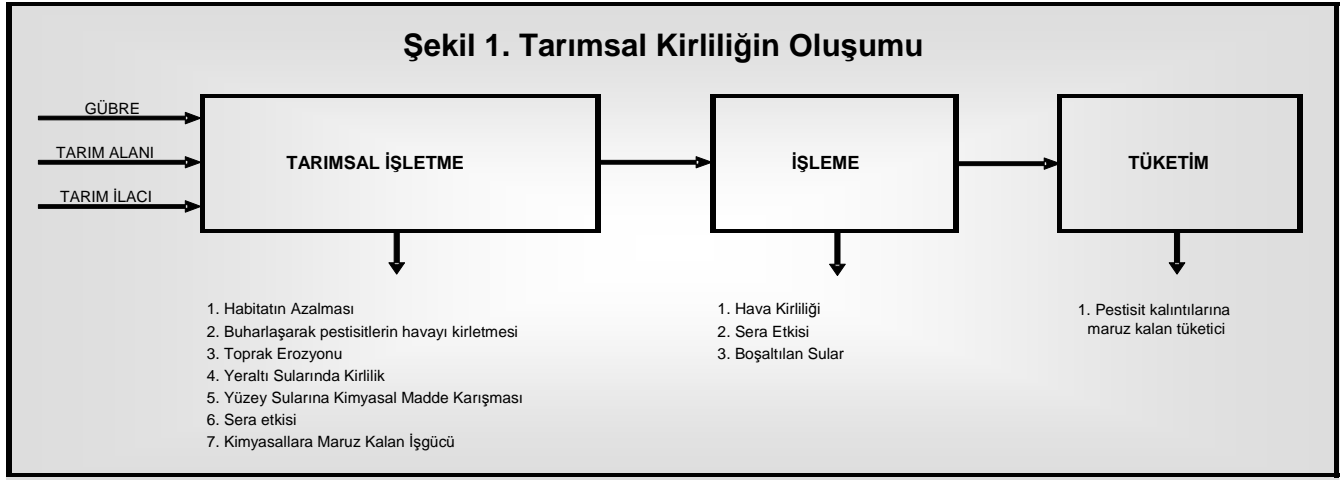 Şekil 1. Tarımsal Kirliliğin Oluşumu
GÜBRE
TARIM ALANI
TARIM İLACI
TARIMSAL İŞLETME
İŞLEME
TÜKETİM
1. Habitatın Azalması
2. Buharlaşarak pestisitlerin havayı kirletmesi
3. Toprak Erozyonu
4. Yeraltı Sularında Kirlilik
5. Yüzey Sularına Kimyasal Madde Karışması
6. Sera etkisi
7. Kimyasallara Maruz Kalan İşgücü
1. Hava Kirliliği
2. Sera Etkisi
3. Boşaltılan Sular
1. Pestisit kalıntılarına
maruz kalan tüketici